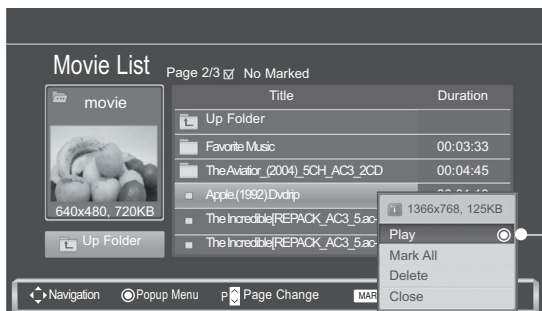 Movie List
Page 2/3 No Marked
movie
640x480, 720KB
Up Folder
Title Duration
Up Folder
Favorite Music 00:03:33
The Aviatior_(2004)_5CH_AC3_2CD 00:04:45
Apple.(1992).Dvdrip
The Incredible[REPACK_AC3_5.ac-
The Incredible[REPACK_AC3_5.ac-
1366x768, 125KB
Play
Mark All
Delete
Close
Navigation Popup Menu P Page Change MAR